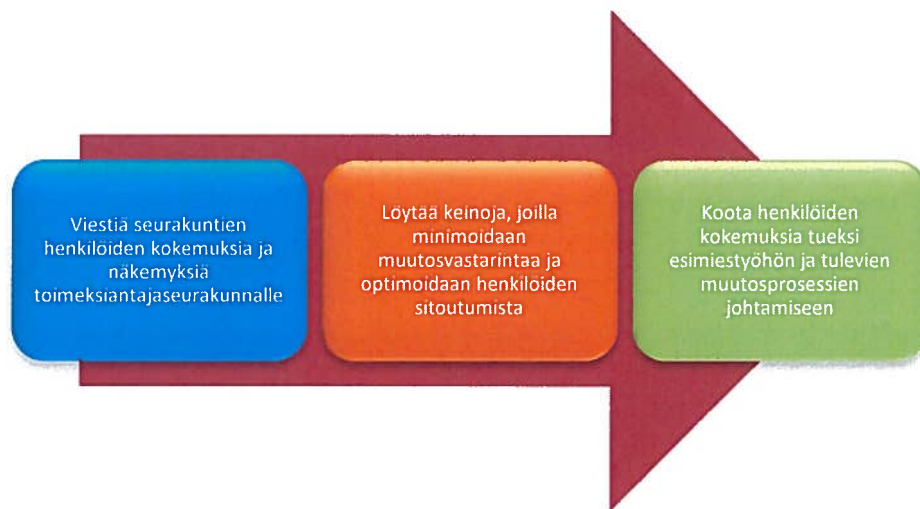 Viestiä seurakuntien
henkilöiden kokemuksia ja
näkemyksiä
toimeksiantajaseurakunnalle
Löytää keinoja, joilla
minimoidaan
muutosvastarintaa ja
optimoidaan henkilöiden
sitoutumista
Koota henkilöiden
kokemuksia tueksi
esimiestyöhön ja tulevien
muutosprosessien
johtamiseen